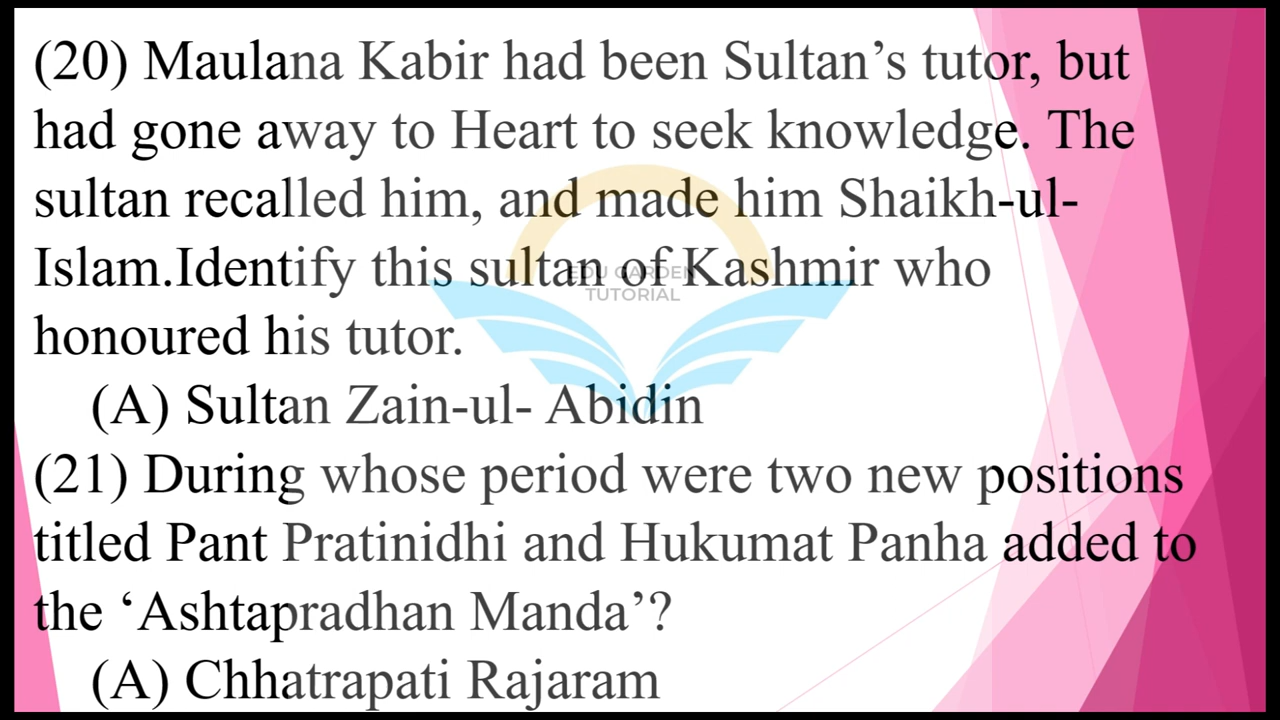 (20) Maulana Kabir had been Sultan’s tutor, but
had gone away to Heart to seek knowledge. The
sultan recalled him, and made him Shaikh-ul-
Islam.Identify this sultan of Kashmir who
honoured his tutor.
(A) Sultan Zain-ul- Abidin
(21) During whose period were two new positions
titled Pant Pratinidhi and Hukumat Panha added to
the ‘Ashtapradhan Manda’?
(A) Chhatrapati Rajaram
EDU GARDEN
TUTORIAL